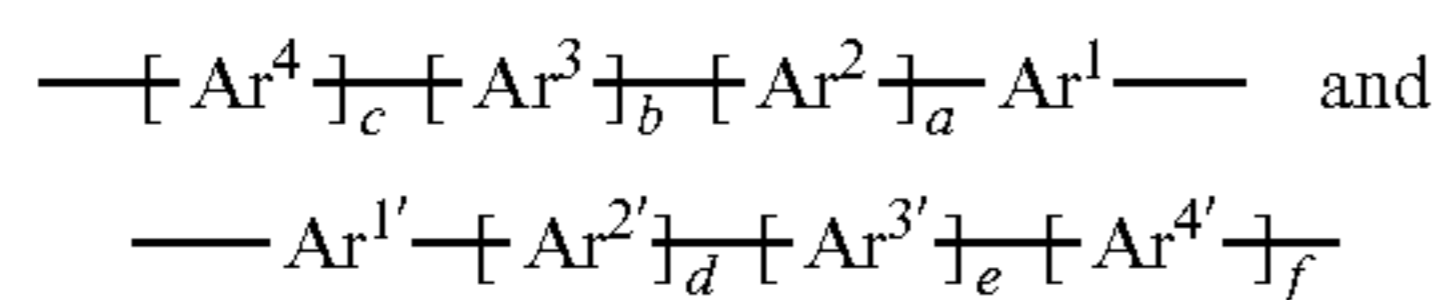 —[Ar⁴]c—[Ar³]b—[Ar²]a—Ar¹— and
—Ar¹′—[Ar²′]d—[Ar³′]e—[Ar⁴′]f—